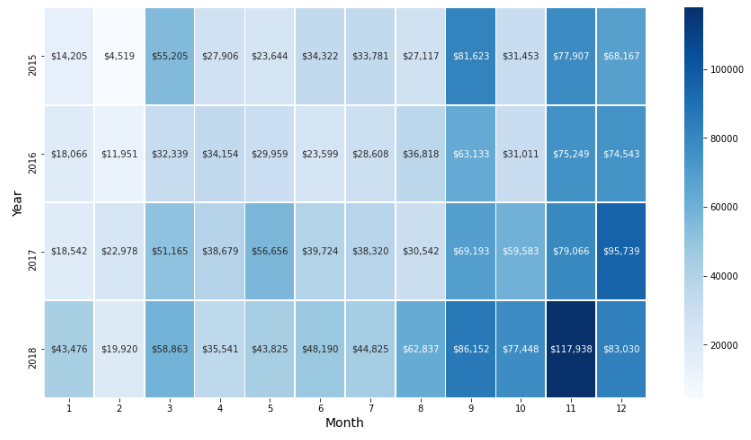 2015 $14,205 $4,519 $55,205 $27,906 $23,644 $34,322 $33,781 $27,117 $81,623 $31,453 $77,907 $68,167
2016 $18,066 $11,951 $32,339 $34,154 $29,959 $23,599 $28,608 $36,818 $63,133 $31,011 $75,249 $74,543
Year
2017 $18,542 $22,978 $51,165 $38,679 $56,656 $39,724 $38,320 $30,542 $69,193 $59,583 $79,066 $95,739
2018 $43,476 $19,920 $58,863 $35,541 $43,825 $48,190 $44,825 $62,837 $86,152 $77,448 $117,938 $83,030
1 2 3 4 5 6 7 8 9 10 11 12
Month
100000
80000
60000
40000
20000